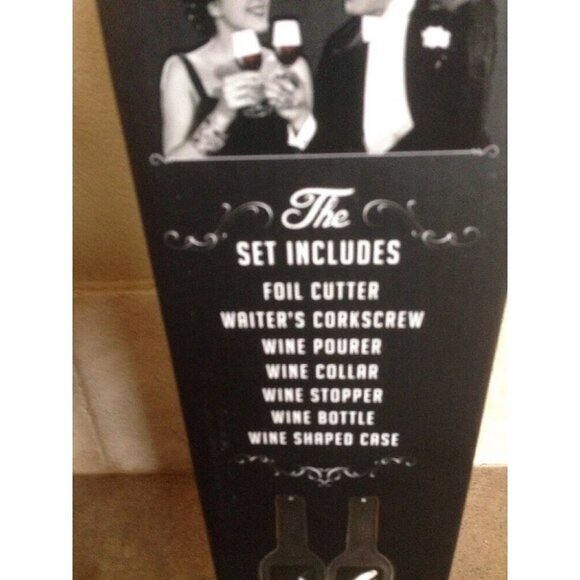 The
SET INCLUDES
FOIL CUTTER
WAITER'S CORKSCREW
WINE POURER
WINE COLLAR
WINE STOPPER
WINE BOTTLE
WINE SHAPED CASE